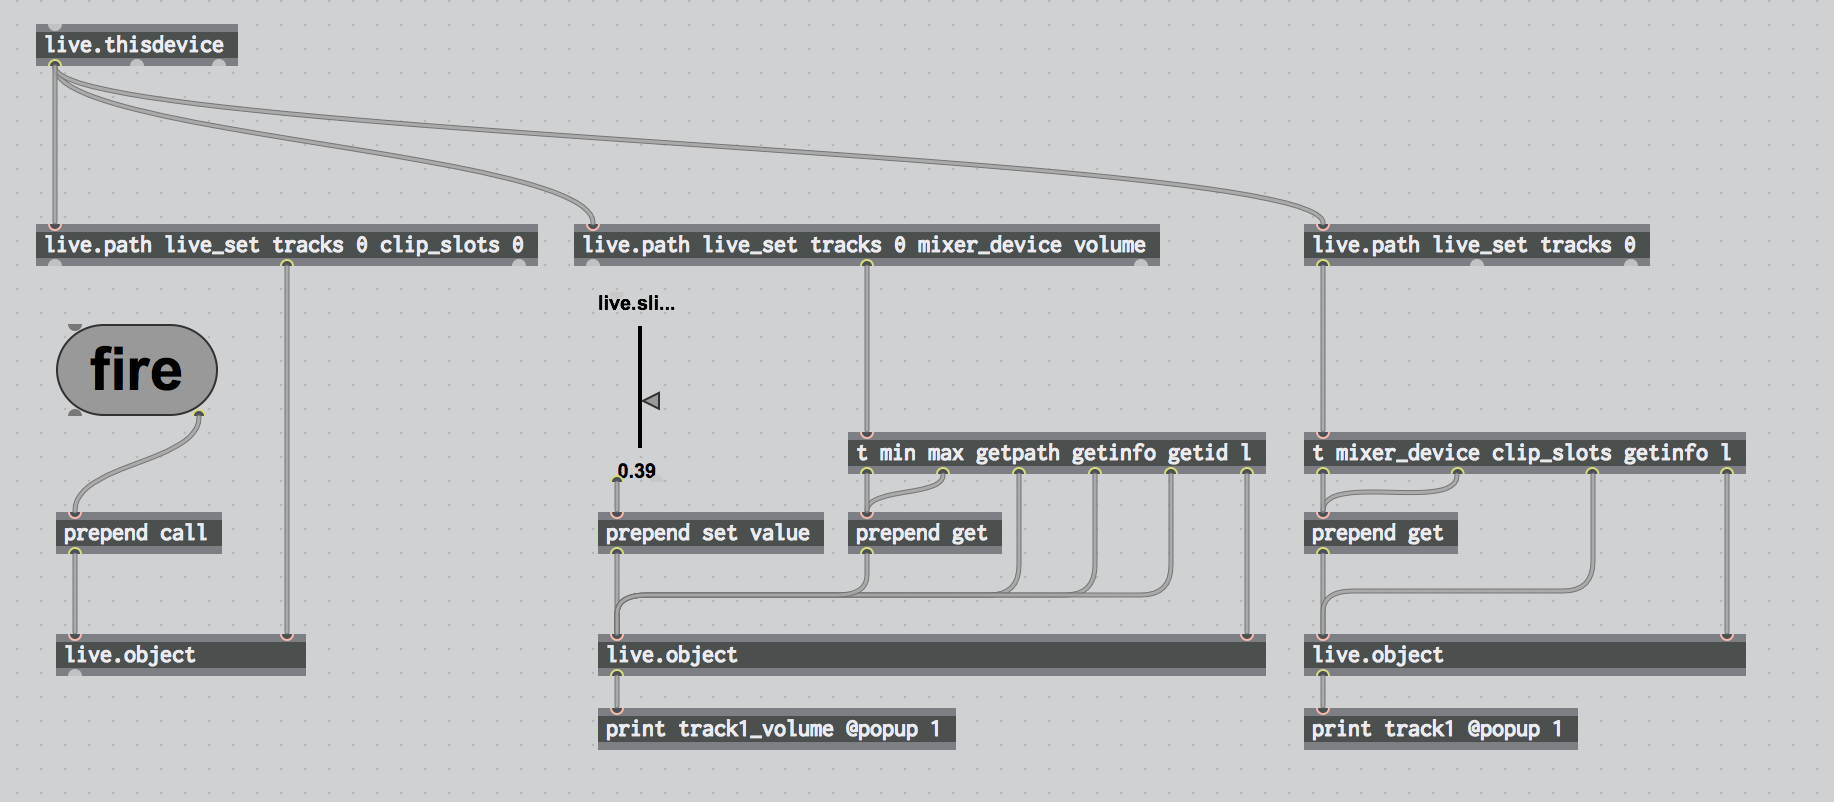 live.thisdevice
live.path live_set tracks 0 clip_slots 0
live.path live_set tracks 0 mixer_device volume
live.path live_set tracks 0
live.sli...
fire
0.39
t min max getpath getinfo getid l
t mixer_device clip_slots getinfo l
prepend call
prepend set value
prepend get
prepend get
live.object
live.object
live.object
print track1_volume @popup 1
print track1 @popup 1